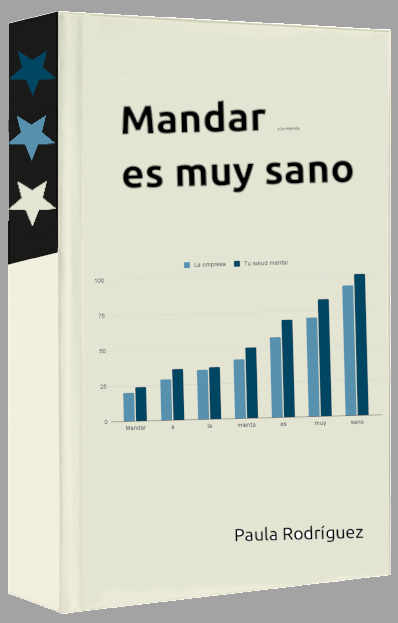 Mandar a la mierda
es muy sano
La empresa Tu salud mental
100
75
50
25
0
Mandar a la mierda es muy sano
Paula Rodríguez